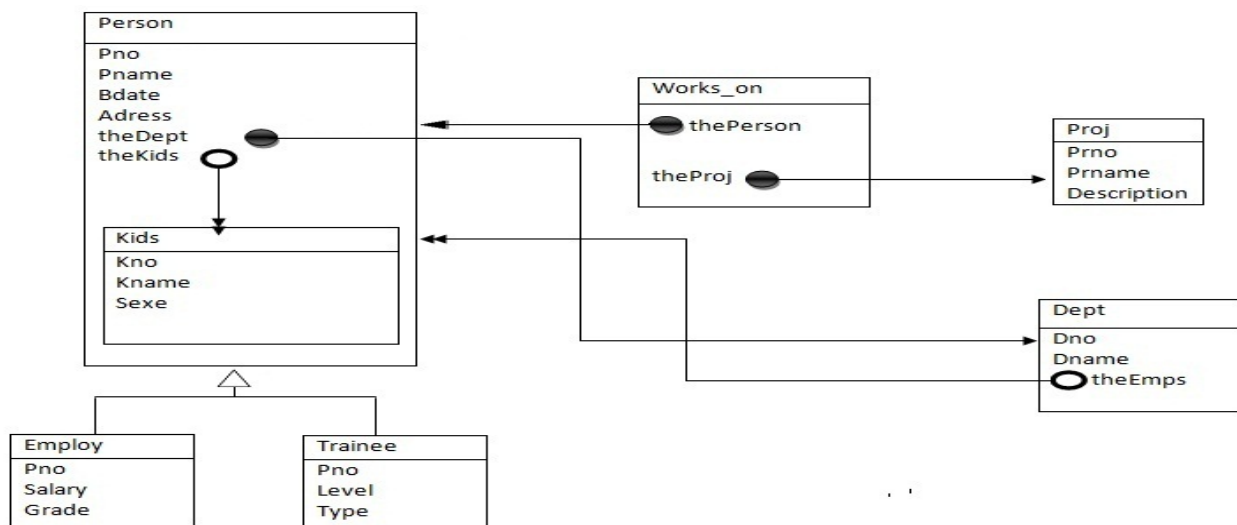 Person
Pno
Pname
Bdate
Adress
theDept
theKids
Kids
Kno
Kname
Sexe
Employ
Pno
Salary
Grade
Trainee
Pno
Level
Type
Works_on
thePerson
theProj
Proj
Prno
Prname
Description
Dept
Dno
Dname
theEmps